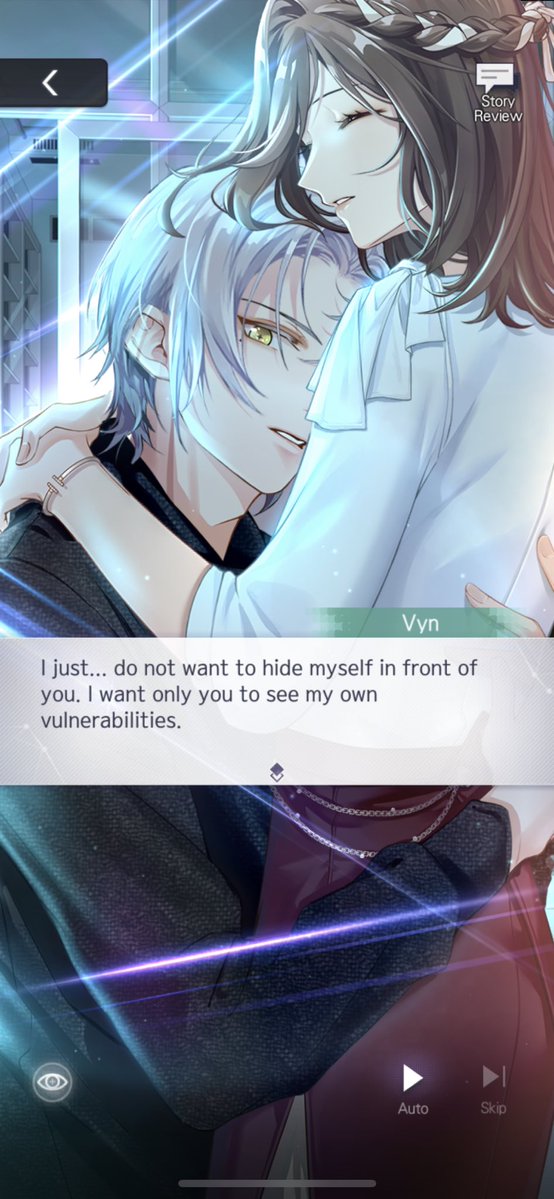 Story
Review
Vyn
I just... do not want to hide myself in front of
you. I want only you to see my own
vulnerabilities.
Auto
Skip